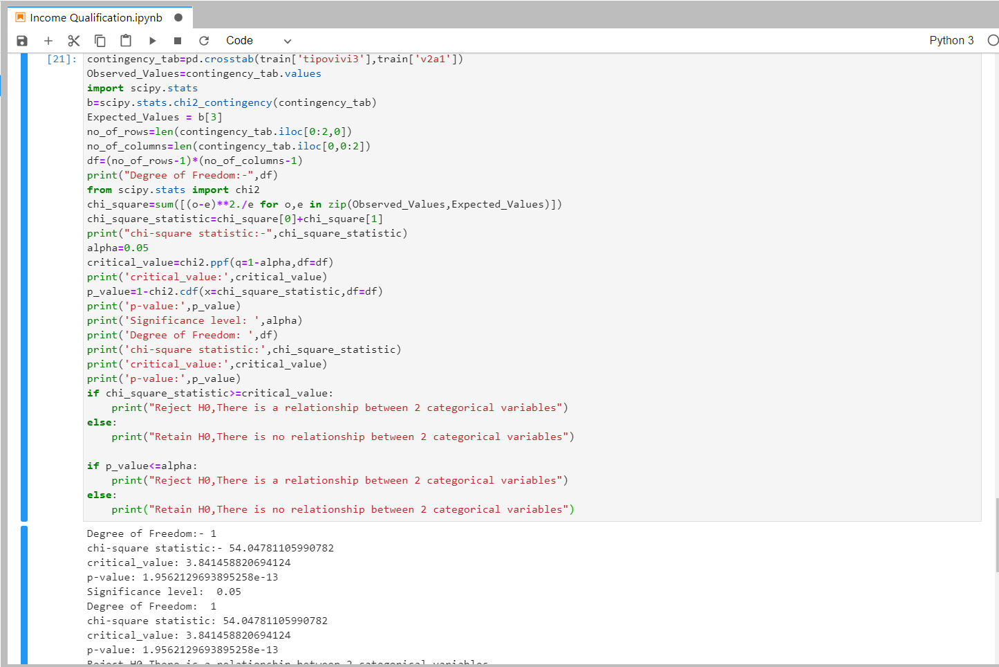 Income Qualification.ipynb
Code
Python 3
[21]: contingency_tab=pd.crosstab(train['tipovivi3'],train['v2a1'])
Observed_Values=contingency_tab.values
import scipy.stats
b=scipy.stats.chi2_contingency(contingency_tab)
Expected_Values = b[3]
no_of_rows=len(contingency_tab.iloc[0:2,0])
no_of_columns=len(contingency_tab.iloc[0,0:2])
df=(no_of_rows-1)*(no_of_columns-1)
print("Degree of Freedom:-",df)
from scipy.stats import chi2
chi_square=sum([(o-e)**2./e for o,e in zip(Observed_Values,Expected_Values)])
chi_square_statistic=chi_square[0]+chi_square[1]
print("chi-square statistic:-",chi_square_statistic)
alpha=0.05
critical_value=chi2.ppf(q=1-alpha,df=df)
print('critical_value:',critical_value)
p_value=1-chi2.cdf(x=chi_square_statistic,df=df)
print('p-value:',p_value)
print('Significance level: ',alpha)
print('Degree of Freedom: ',df)
print('chi-square statistic:',chi_square_statistic)
print('critical_value:',critical_value)
print('p-value:',p_value)
if chi_square_statistic>=critical_value:
    print("Reject H0,There is a relationship between 2 categorical variables")
else:
    print("Retain H0,There is no relationship between 2 categorical variables")

if p_value<=alpha:
    print("Reject H0,There is a relationship between 2 categorical variables")
else:
    print("Retain H0,There is no relationship between 2 categorical variables")
Degree of Freedom:- 1
chi-square statistic:- 54.04781105990782
critical_value: 3.841458820694124
p-value: 1.9562129693895258e-13
Significance level:  0.05
Degree of Freedom:  1
chi-square statistic: 54.04781105990782
critical_value: 3.841458820694124
p-value: 1.9562129693895258e-13
Reject H0,There is a relationship between 2 categorical variables